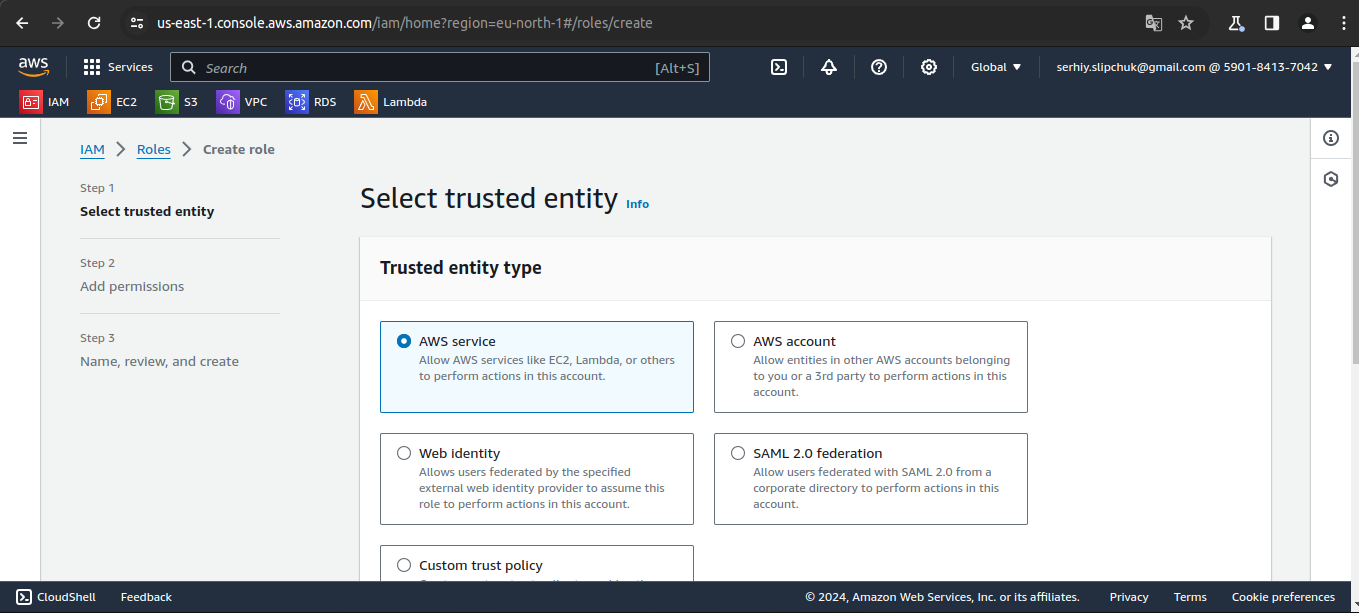 us-east-1.console.aws.amazon.com/iam/home?region=eu-north-1#/roles/create
aws
Services
Search
[Alt+S]
Global
serhiy.slipchuk@gmail.com @ 5901-8413-7042
IAM
EC2
S3
VPC
RDS
Lambda
IAM
Roles
Create role
Step 1
Select trusted entity
Step 2
Add permissions
Step 3
Name, review, and create
Select trusted entity Info
Trusted entity type
AWS service
Allow AWS services like EC2, Lambda, or others
to perform actions in this account.
AWS account
Allow entities in other AWS accounts belonging
to you or a 3rd party to perform actions in this
account.
Web identity
Allows users federated by the specified
external web identity provider to assume this
role to perform actions in this account.
SAML 2.0 federation
Allow users federated with SAML 2.0 from a
corporate directory to perform actions in this
account.
Custom trust policy
CloudShell
Feedback
© 2024, Amazon Web Services, Inc. or its affiliates.
Privacy
Terms
Cookie preferences